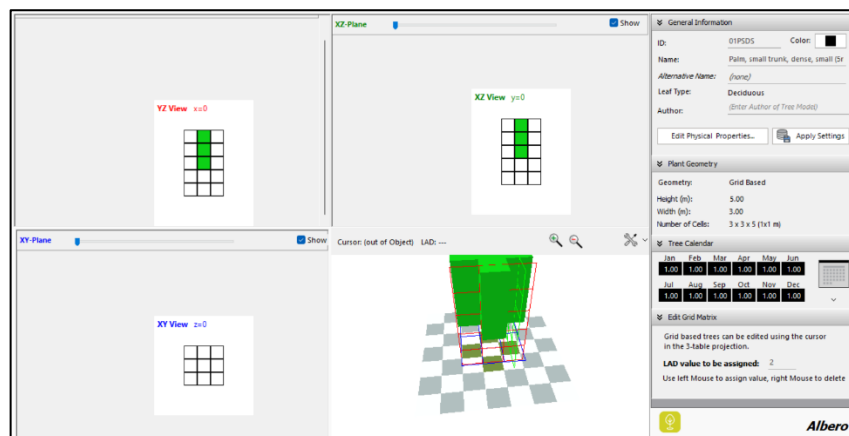 YZ View x=0
XZ-Plane
Show
XZ View y=0
XY-Plane
Show
XY View z=0
Cursor: (out of Object) LAD: ---
General Information
ID: 01PSDS Color:
Name: Palm, small trunk, dense, small (5r
Alternative Name: (none)
Leaf Type: Deciduous
Author: (Enter Author of Tree Model)
Edit Physical Properties... Apply Settings
Plant Geometry
Geometry: Grid Based
Height (m): 5.00
Width (m): 3.00
Number of Cells: 3 x 3 x 5 (1x1 m)
Tree Calendar
Jan Feb Mar Apr May Jun
1.00 1.00 1.00 1.00 1.00 1.00
Jul Aug Sep Oct Nov Dec
1.00 1.00 1.00 1.00 1.00 1.00
Edit Grid Matrix
Grid based trees can be edited using the cursor
in the 3-table projection.
LAD value to be assigned: 2
Use left Mouse to assign value, right Mouse to delete
Albero